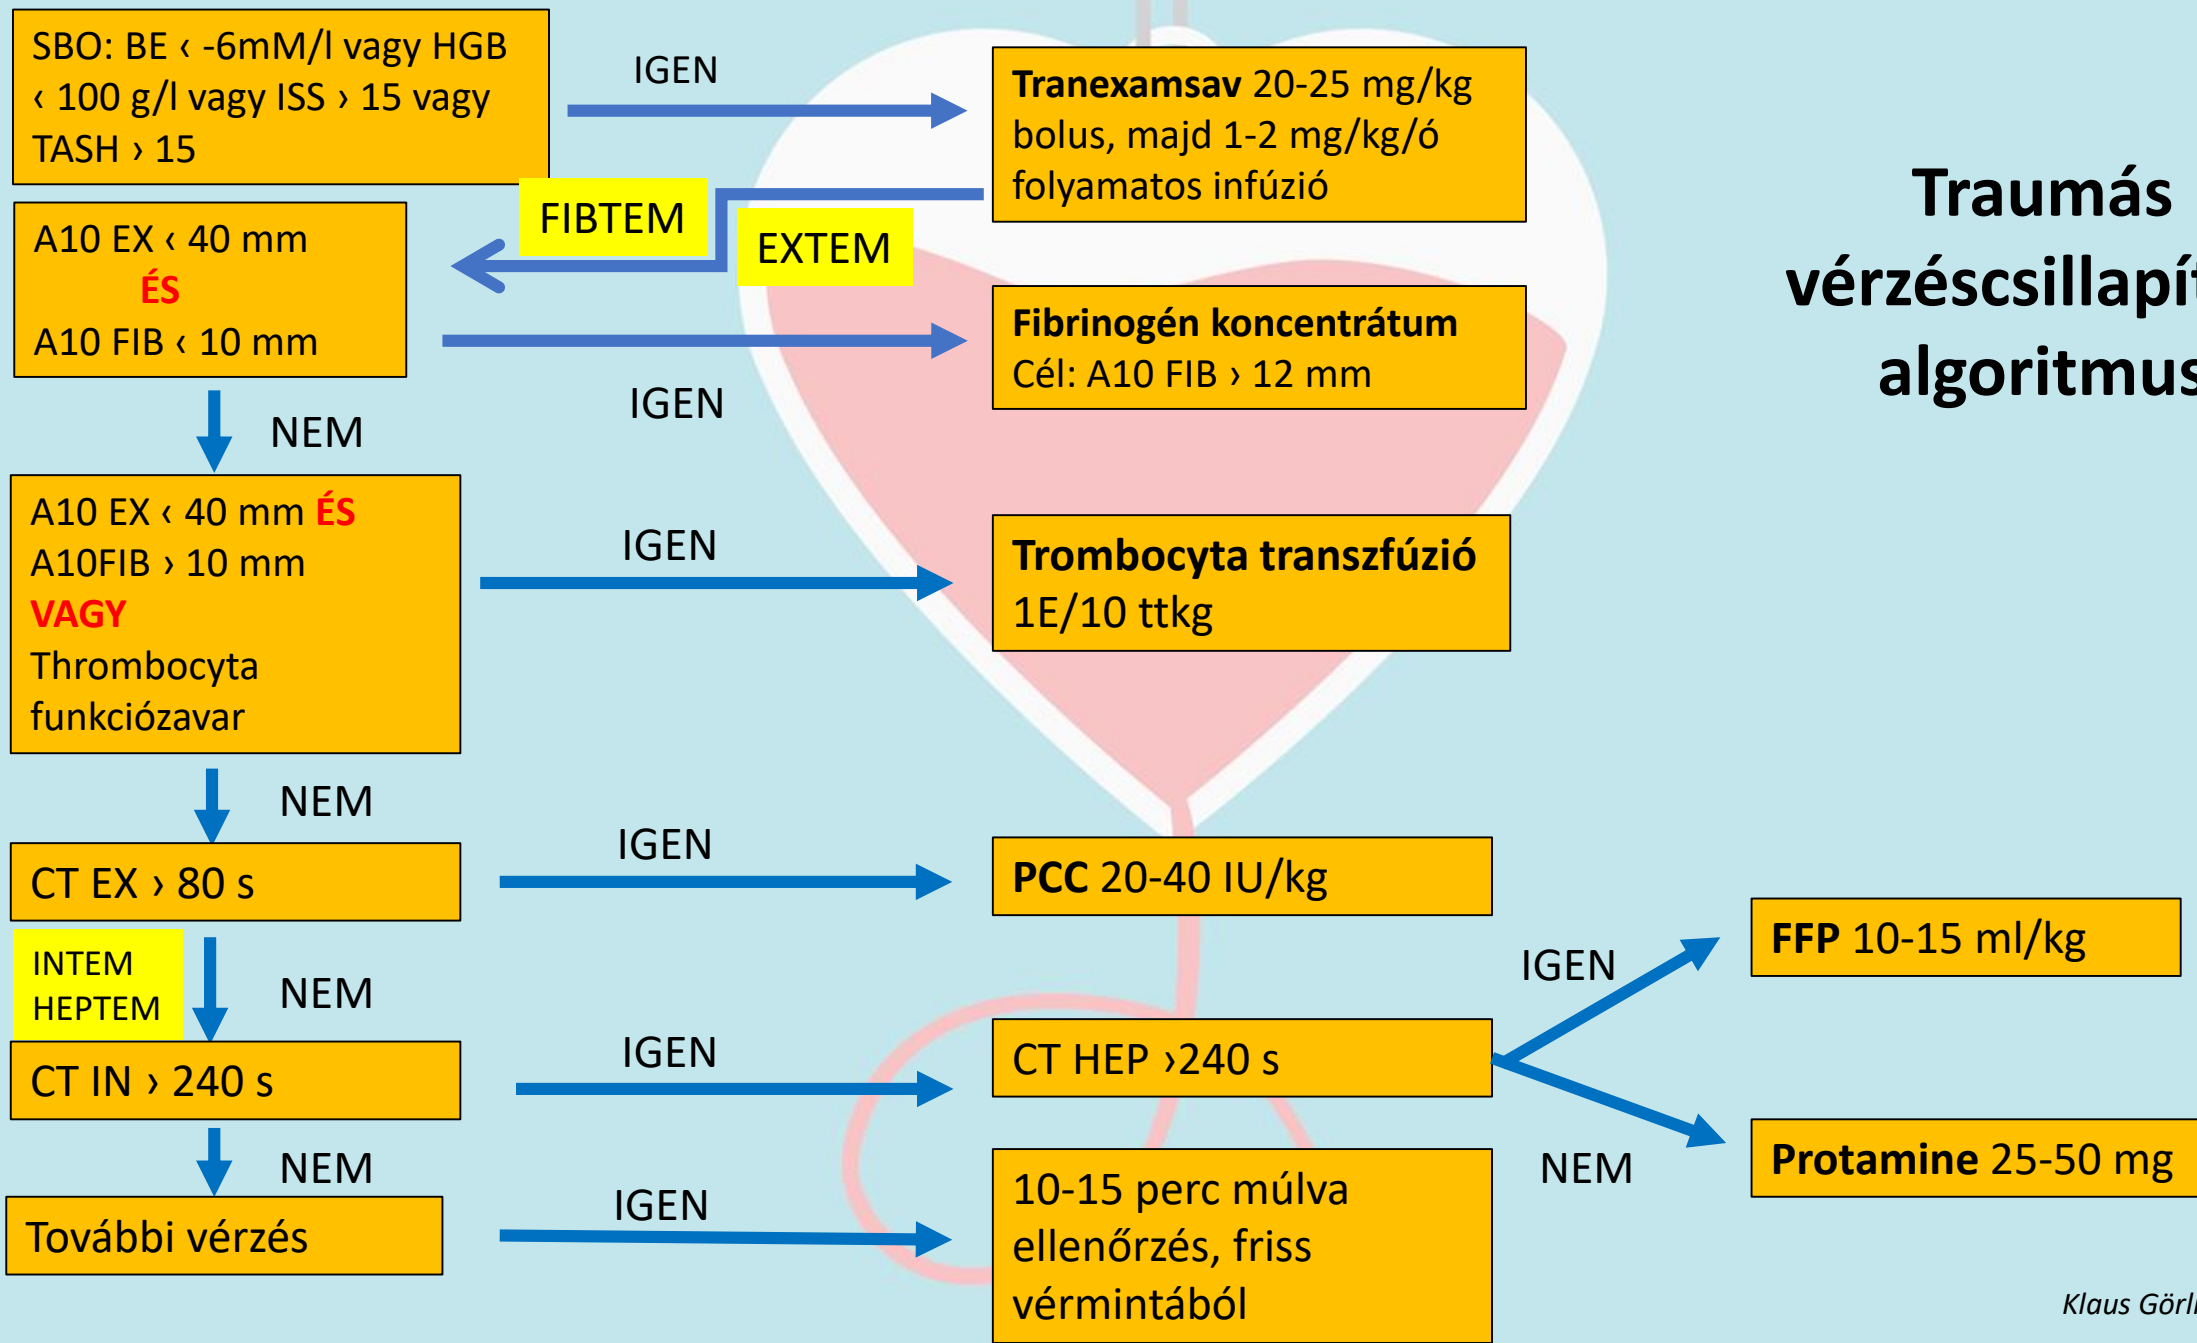 SBO: BE ‹ -6mM/l vagy HGB
‹ 100 g/l vagy ISS › 15 vagy
TASH › 15
IGEN
Tranexamsav 20-25 mg/kg
bolus, majd 1-2 mg/kg/ó
folyamatos infúzió
Traumás
vérzéscsillapít
algoritmus
FIBTEM
EXTEM
A10 EX ‹ 40 mm
ÉS
A10 FIB ‹ 10 mm
IGEN
Fibrinogén koncentrátum
Cél: A10 FIB › 12 mm
NEM
A10 EX ‹ 40 mm ÉS
A10FIB › 10 mm
VAGY
Thrombocyta
funkciózavar
IGEN
Trombocyta transzfúzió
1E/10 ttkg
NEM
CT EX › 80 s
IGEN
PCC 20-40 IU/kg
INTEM
HEPTEM
NEM
CT IN › 240 s
IGEN
CT HEP ›240 s
IGEN
FFP 10-15 ml/kg
NEM
Protamine 25-50 mg
NEM
További vérzés
IGEN
10-15 perc múlva
ellenőrzés, friss
vérmintából
Klaus Görl